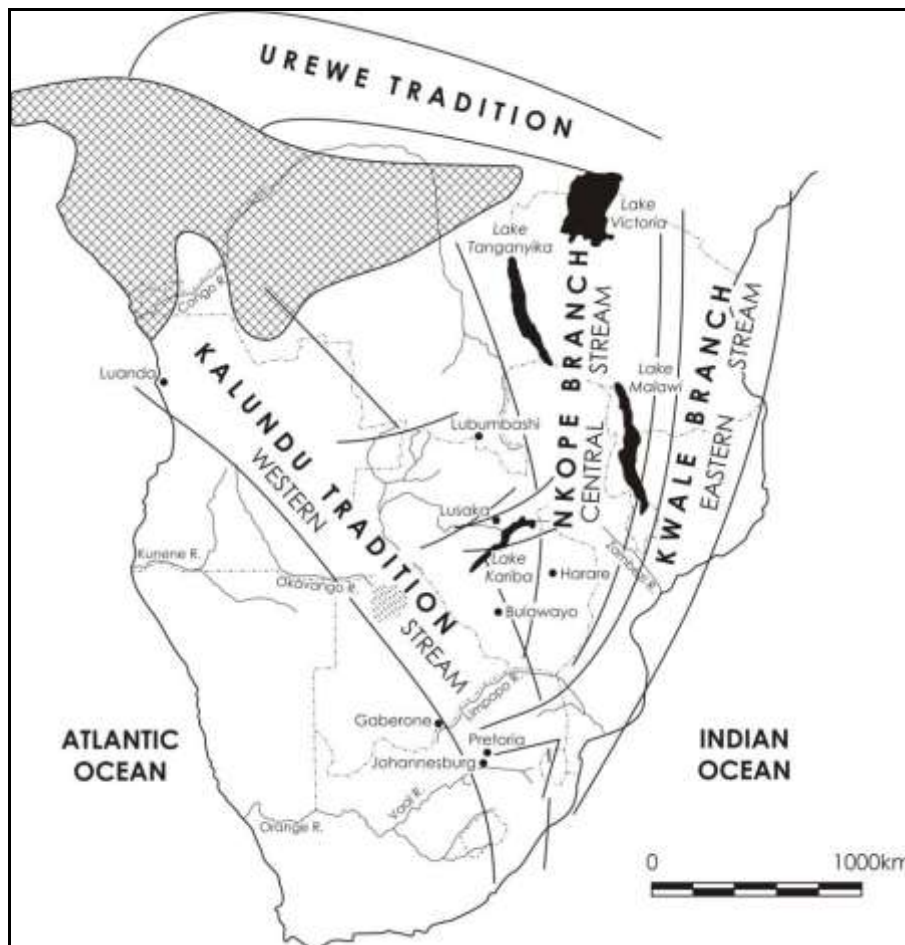 UREWE TRADITION
Lake
Victoria
Lake
Tanganyika
Congo R.
NKOPE BRANCH
CENTRAL STREAM
KWALE BRANCH
EASTERN STREAM
Luanda
KALUNDU TRADITION
WESTERN STREAM
Lake
Malawi
Lubumbashi
Lusaka
Kunene R.
Okavango R.
Lake
Kariba
Harare
Zambezi R.
Bulawayo
Limpopo R.
Gaberone
ATLANTIC
OCEAN
Pretoria
Johannesburg
INDIAN
OCEAN
Vaal R.
Orange R.
0
1000km